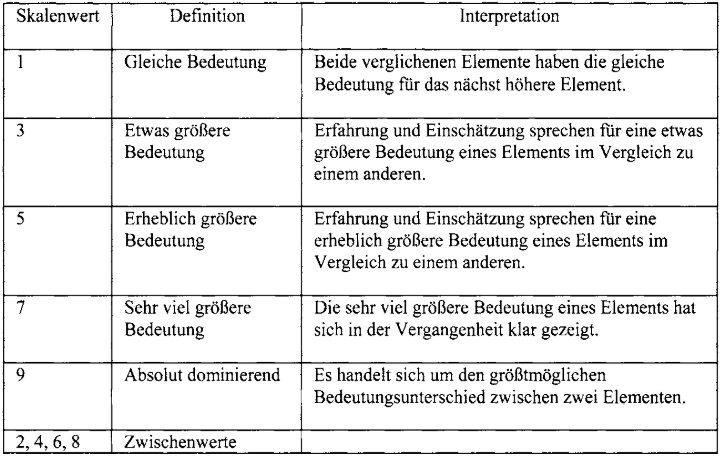 Skalenwert Definition Interpretation
1 Gleiche Bedeutung Beide verglichenen Elemente haben die gleiche
Bedeutung für das nächst höhere Element.
3 Etwas größere Erfahrung und Einschätzung sprechen für eine etwas
Bedeutung größere Bedeutung eines Elements im Vergleich zu
einem anderen.
5 Erheblich größere Erfahrung und Einschätzung sprechen für eine
Bedeutung erheblich größere Bedeutung eines Elements im
Vergleich zu einem anderen.
7 Sehr viel größere Die sehr viel größere Bedeutung eines Elements hat
Bedeutung sich in der Vergangenheit klar gezeigt.
9 Absolut dominierend Es handelt sich um den größtmöglichen
Bedeutungsunterschied zwischen zwei Elementen.
2, 4, 6, 8 Zwischenwerte